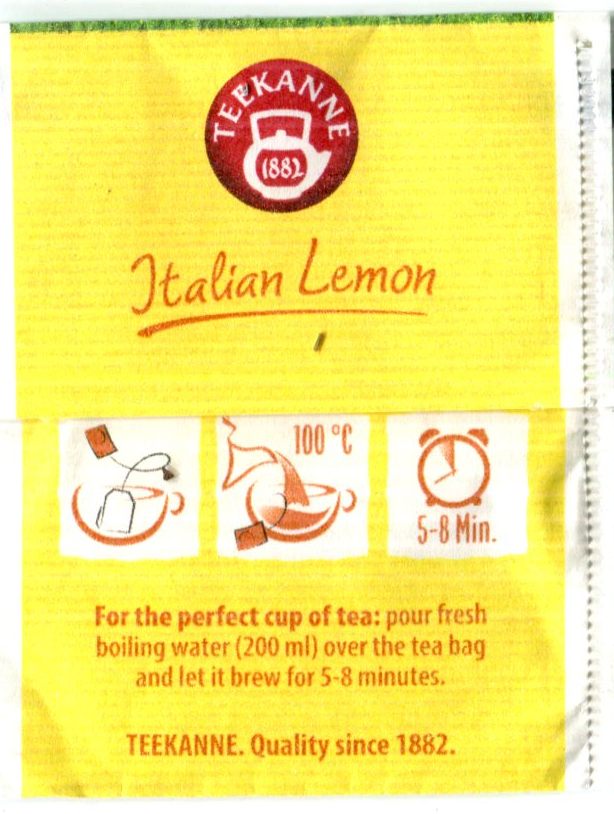 TEEKANNE
1882
Italian Lemon
100 °C
5-8 Min.
For the perfect cup of tea: pour fresh
boiling water (200 ml) over the tea bag
and let it brew for 5-8 minutes.
TEEKANNE. Quality since 1882.